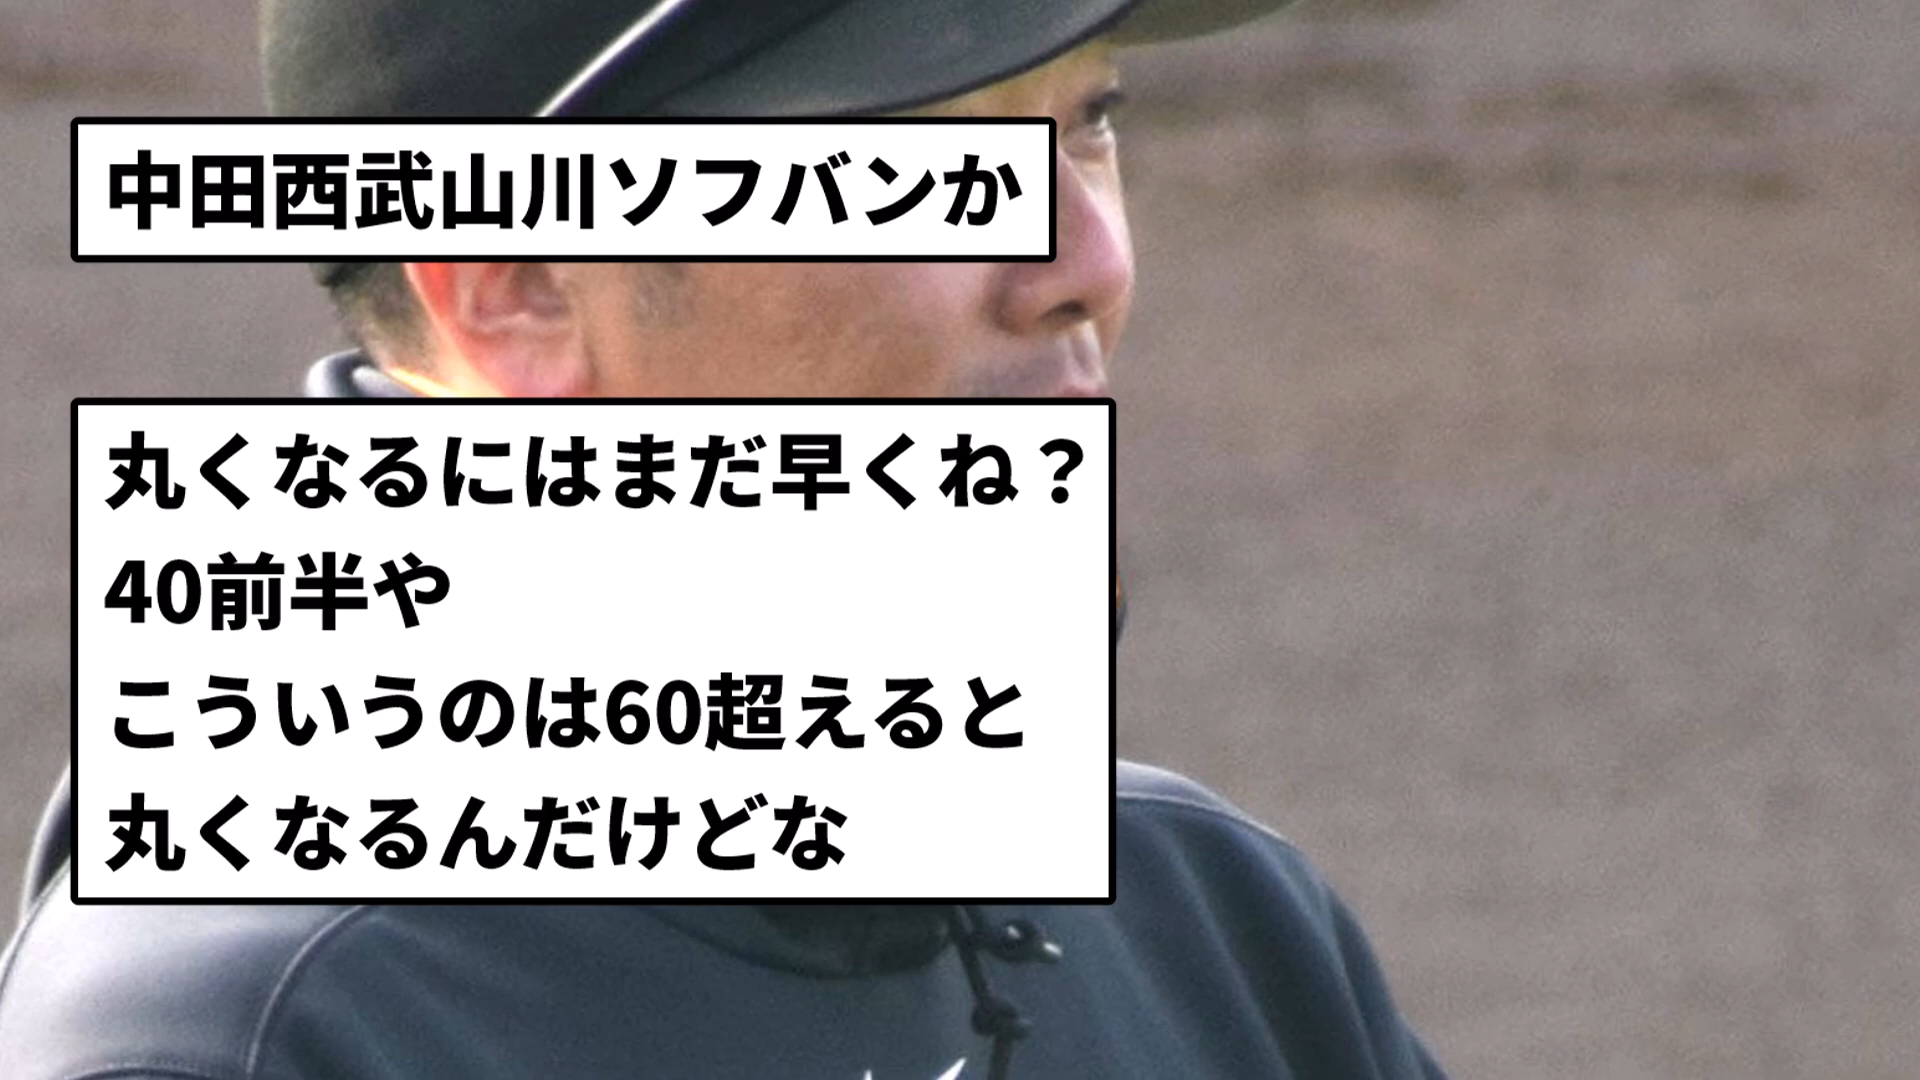 中田西武山川ソフバンか
丸くなるにはまだ早くね？
40前半や
こういうのは60超えると
丸くなるんだけどな